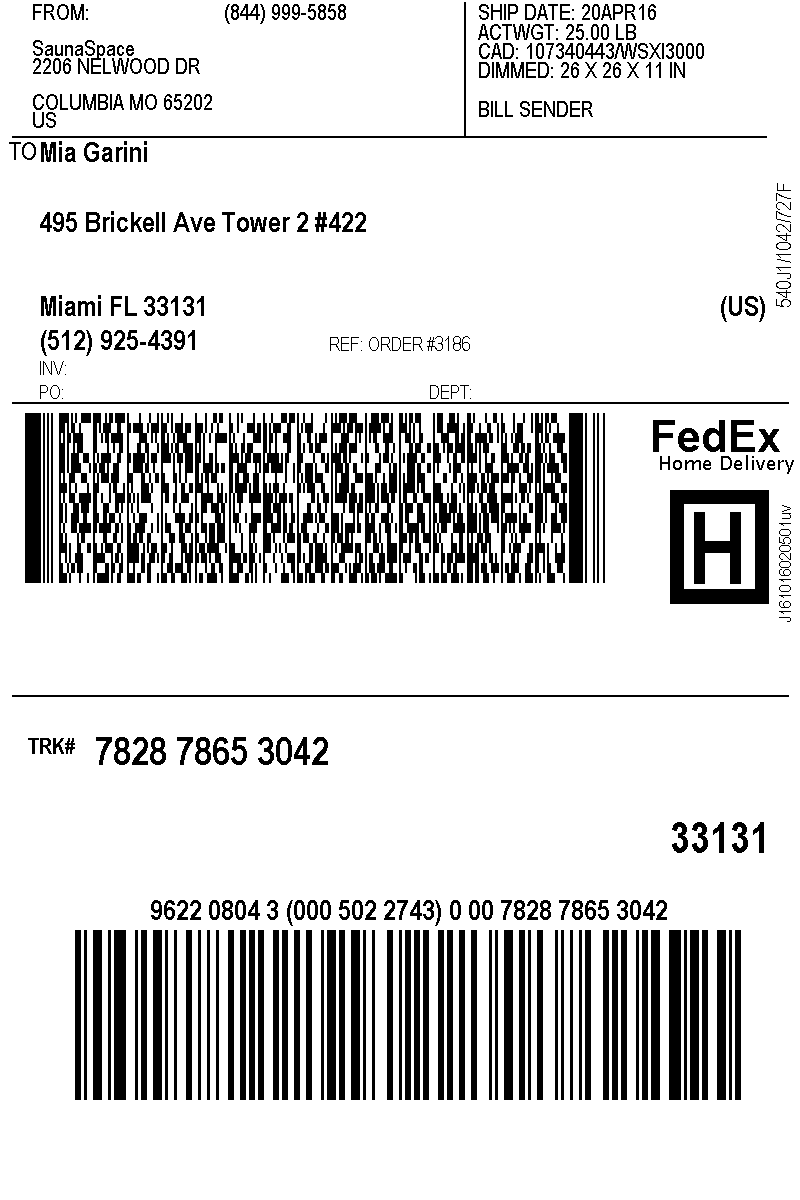 FROM: (844) 999-5858
SaunaSpace
2206 NELWOOD DR
COLUMBIA MO 65202
US
SHIP DATE: 20APR16
ACTWGT: 25.00 LB
CAD: 107340443/WSXI3000
DIMMED: 26 X 26 X 11 IN
BILL SENDER
TO Mia Garini
495 Brickell Ave Tower 2 #422
Miami FL 33131 (US)
(512) 925-4391 REF: ORDER #3186
INV:
PO: DEPT:
540J1/1042/727F
FedEx
Home Delivery
H
J161016020501uv
TRK# 7828 7865 3042
33131
9622 0804 3 (000 502 2743) 0 00 7828 7865 3042